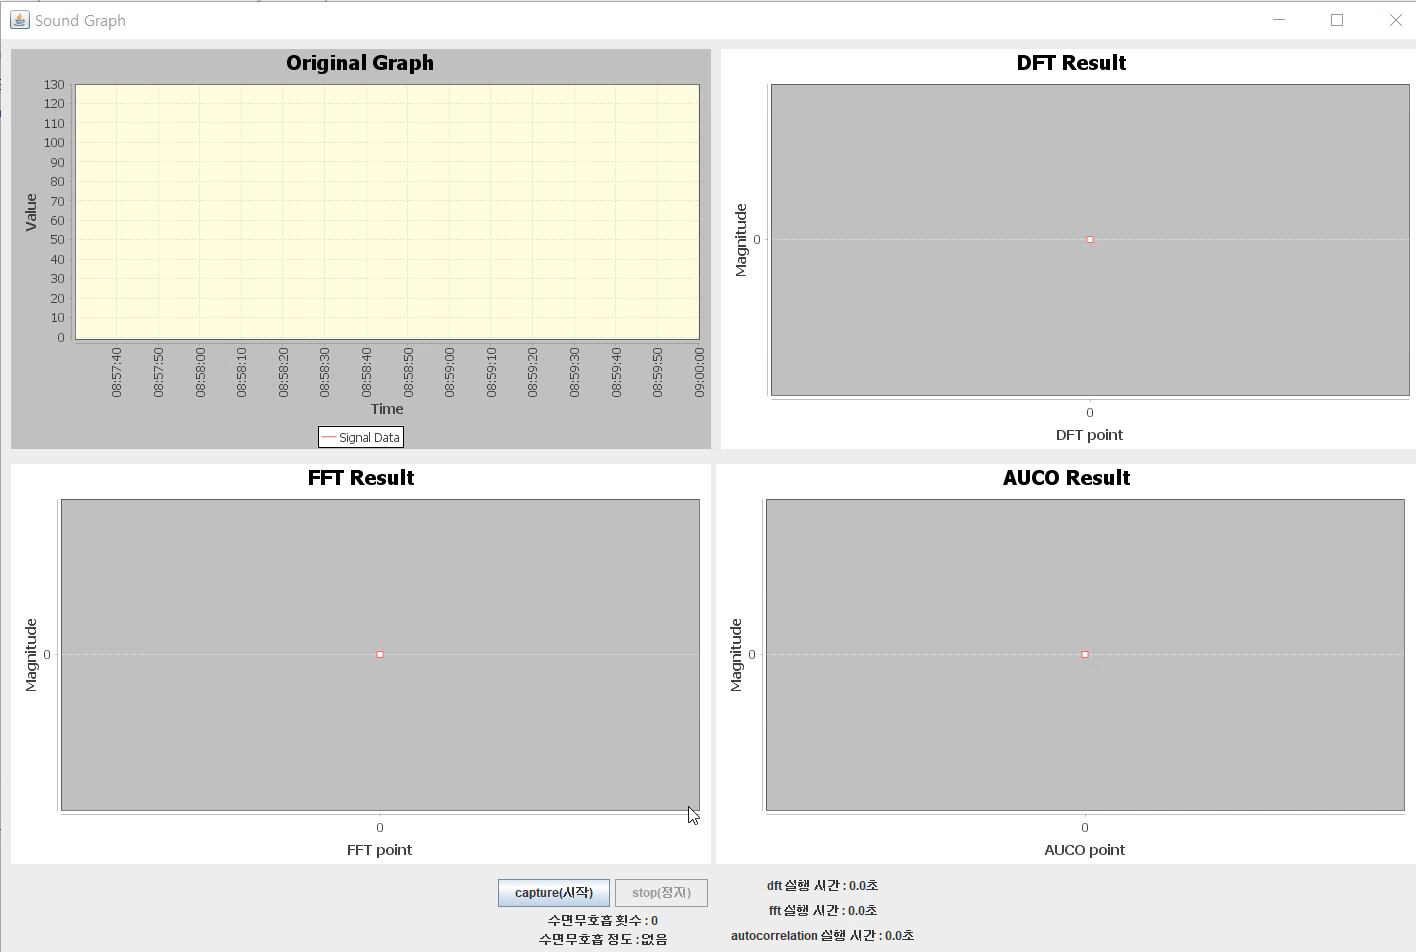 Sound Graph
Original Graph
130
120
110
100
90
80
70
60
50
40
30
20
10
0
Value
08:57:40
08:57:50
08:58:00
08:58:10
08:58:20
08:58:30
08:58:40
08:58:50
08:59:00
08:59:10
08:59:20
08:59:30
08:59:40
08:59:50
09:00:00
Time
Signal Data
DFT Result
Magnitude
0
0
DFT point
FFT Result
Magnitude
0
0
FFT point
AUCO Result
Magnitude
0
0
AUCO point
capture(시작)
stop(정지)
수면무호흡 횟수 : 0
수면무호흡 정도 : 없음
dft 실행 시간 : 0.0초
fft 실행 시간 : 0.0초
autocorrelation 실행 시간 : 0.0초